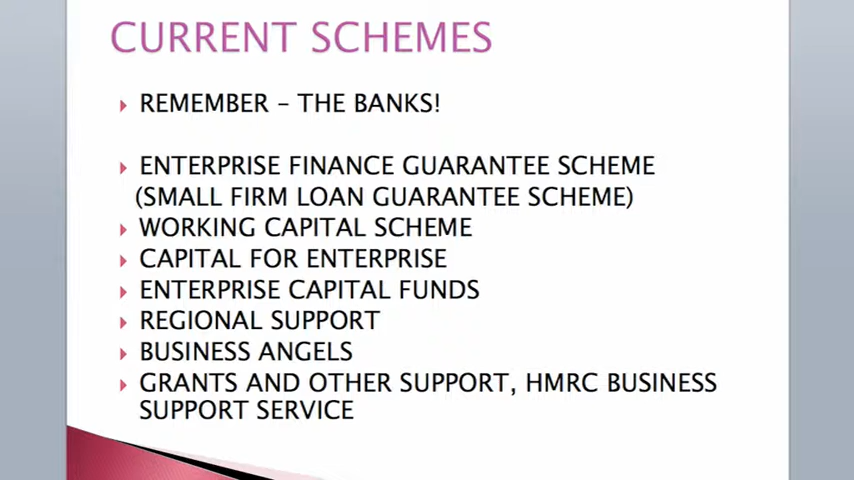 CURRENT SCHEMES
REMEMBER – THE BANKS!
ENTERPRISE FINANCE GUARANTEE SCHEME
(SMALL FIRM LOAN GUARANTEE SCHEME)
WORKING CAPITAL SCHEME
CAPITAL FOR ENTERPRISE
ENTERPRISE CAPITAL FUNDS
REGIONAL SUPPORT
BUSINESS ANGELS
GRANTS AND OTHER SUPPORT, HMRC BUSINESS
SUPPORT SERVICE